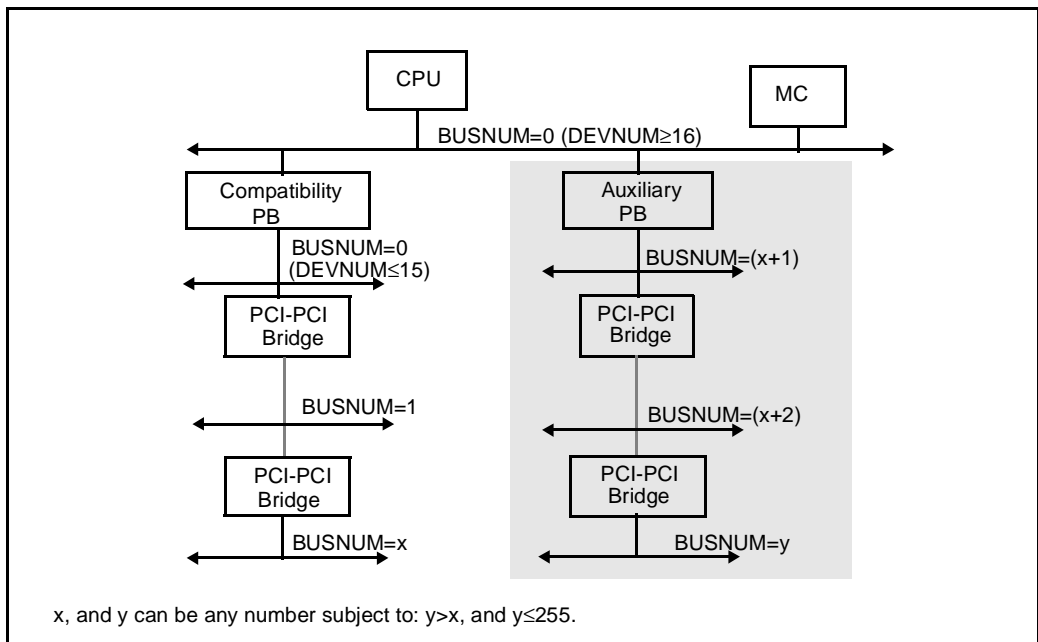 CPU
MC
BUSNUM=0 (DEVNUM≥16)
Compatibility
PB
BUSNUM=0
(DEVNUM≤15)
PCI-PCI
Bridge
BUSNUM=1
PCI-PCI
Bridge
BUSNUM=x
Auxiliary
PB
BUSNUM=(x+1)
PCI-PCI
Bridge
BUSNUM=(x+2)
PCI-PCI
Bridge
BUSNUM=y
x, and y can be any number subject to: y>x, and y≤255.